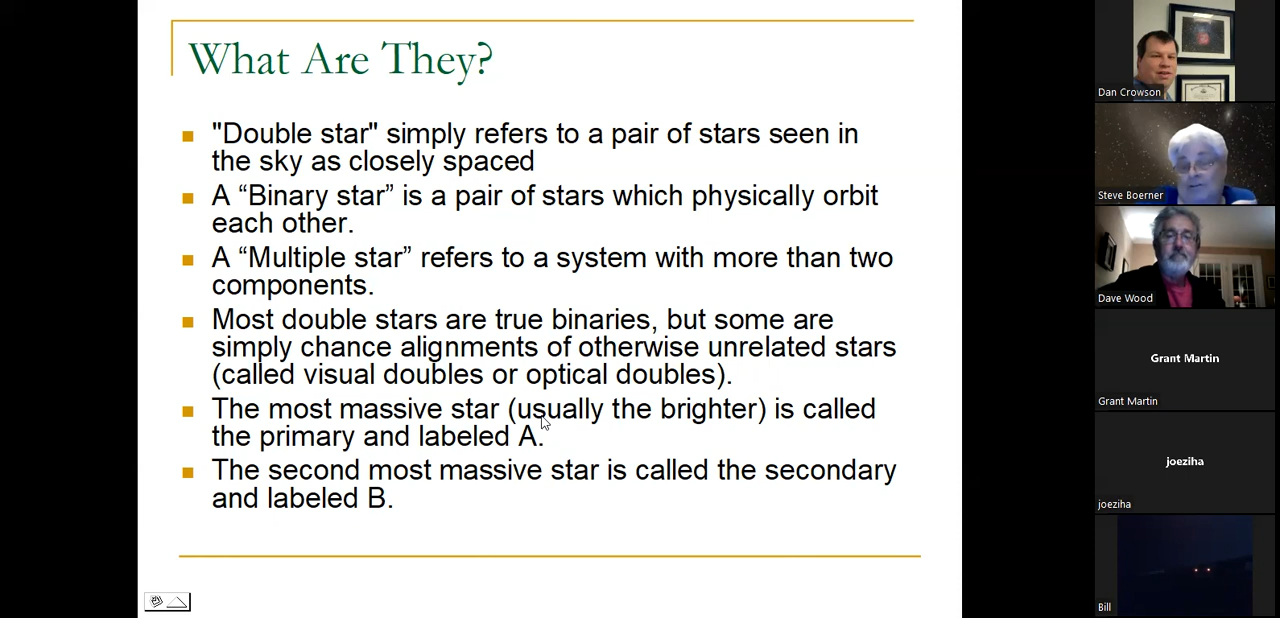 What Are They?
"Double star" simply refers to a pair of stars seen in
the sky as closely spaced
A “Binary star” is a pair of stars which physically orbit
each other.
A “Multiple star” refers to a system with more than two
components.
Most double stars are true binaries, but some are
simply chance alignments of otherwise unrelated stars
(called visual doubles or optical doubles).
The most massive star (usually the brighter) is called
the primary and labeled A.
The second most massive star is called the secondary
and labeled B.
Dan Crowson
Steve Boerner
Dave Wood
Grant Martin
Grant Martin
joeziha
joeziha
Bill